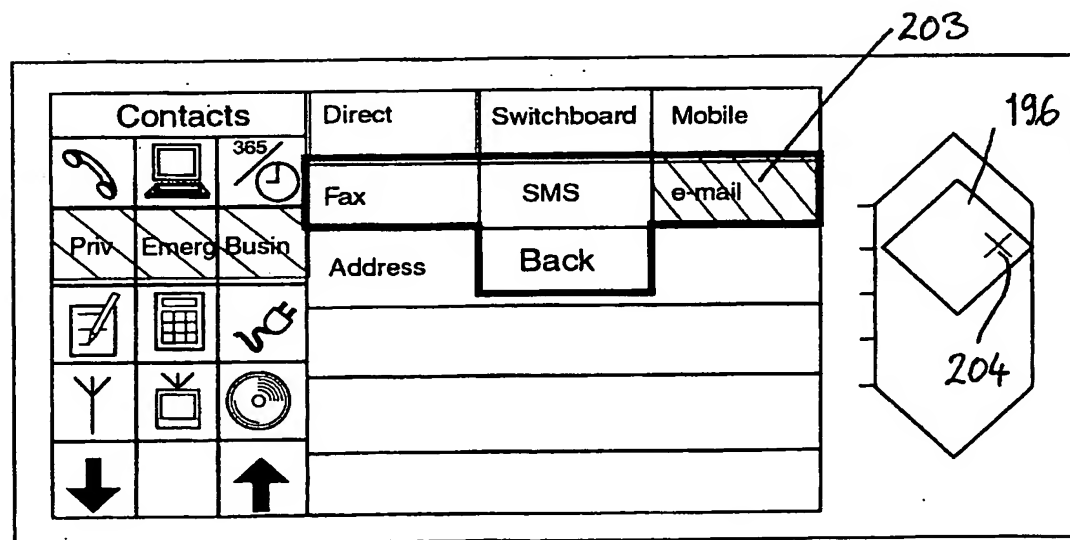 203
Contacts Direct Switchboard Mobile
196
365
Fax SMS e-mail
Priv Emerg Busin
Address Back
204